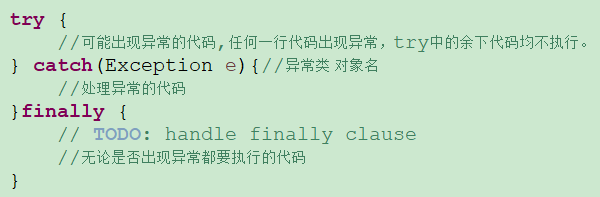 try {
    //可能出现异常的代码,任何一行代码出现异常，try中的余下代码均不执行。
} catch(Exception e){//异常类 对象名
    //处理异常的代码
}finally {
    // TODO: handle finally clause
    //无论是否出现异常都要执行的代码
}